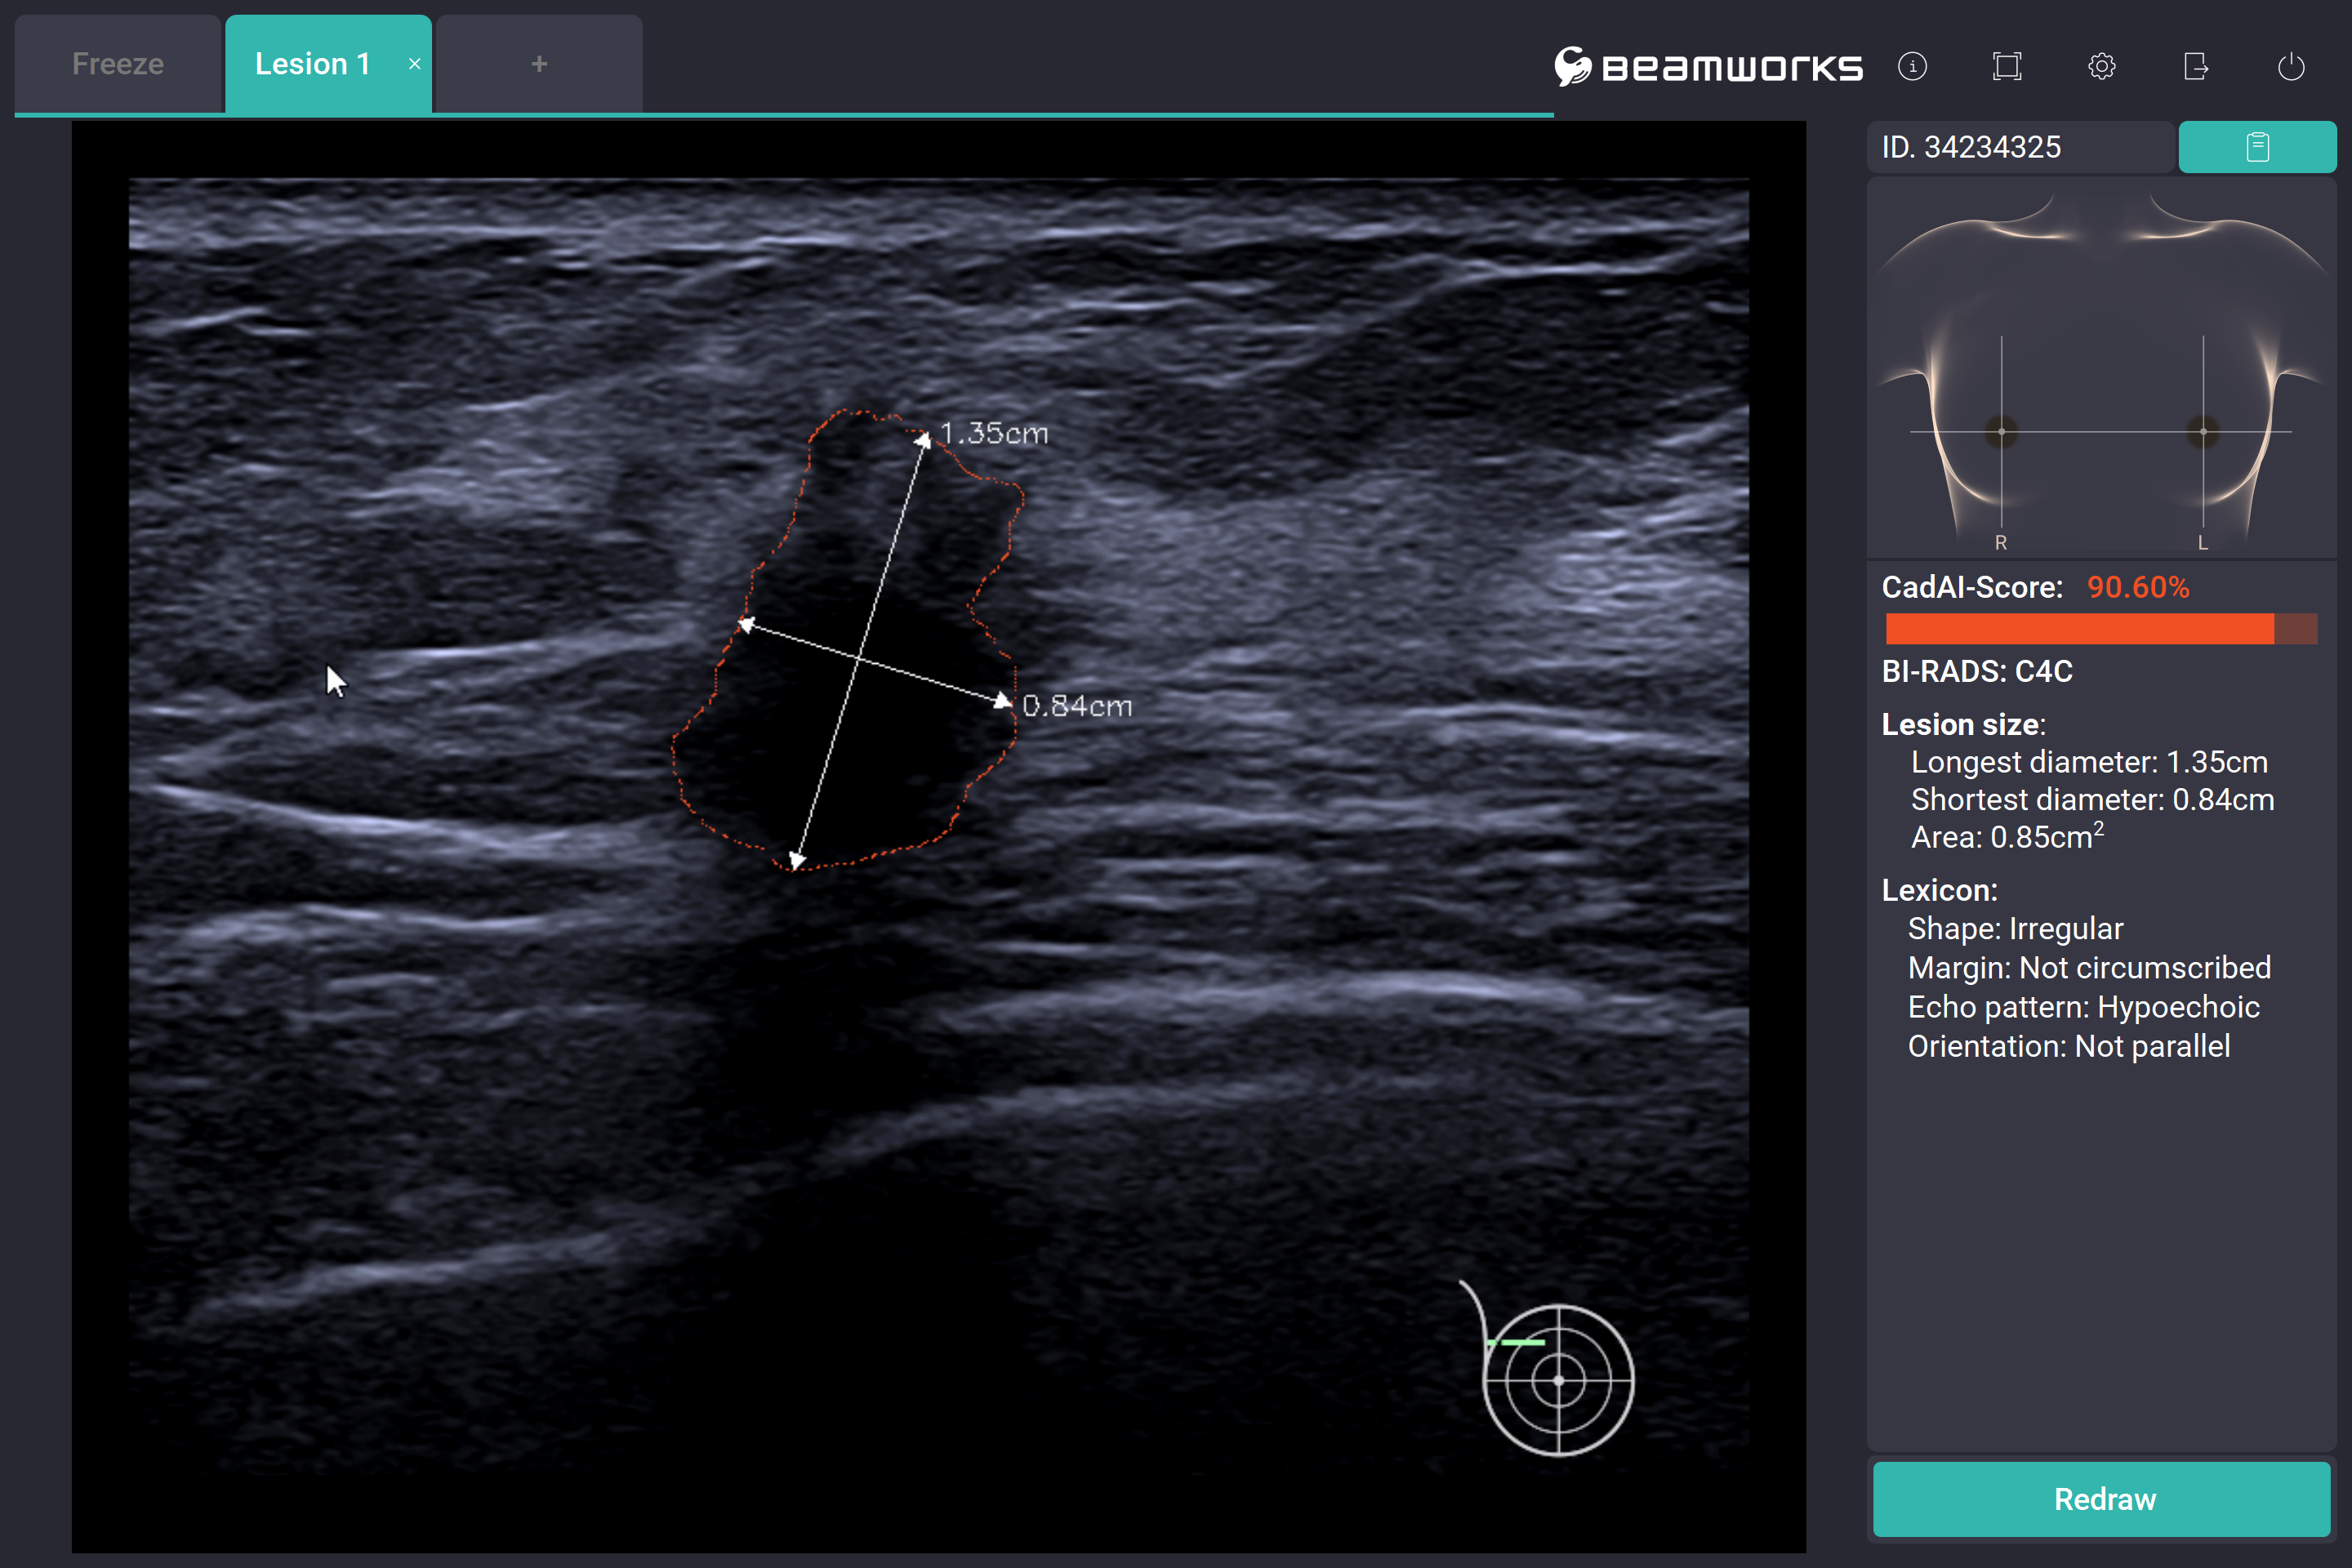 Freeze
Lesion 1 ×
+
BEAMWORKS
ID. 34234325
1.35cm
0.84cm
R
L
CadAI-Score: 90.60%
BI-RADS: C4C
Lesion size:
Longest diameter: 1.35cm
Shortest diameter: 0.84cm
Area: 0.85cm²
Lexicon:
Shape: Irregular
Margin: Not circumscribed
Echo pattern: Hypoechoic
Orientation: Not parallel
Redraw